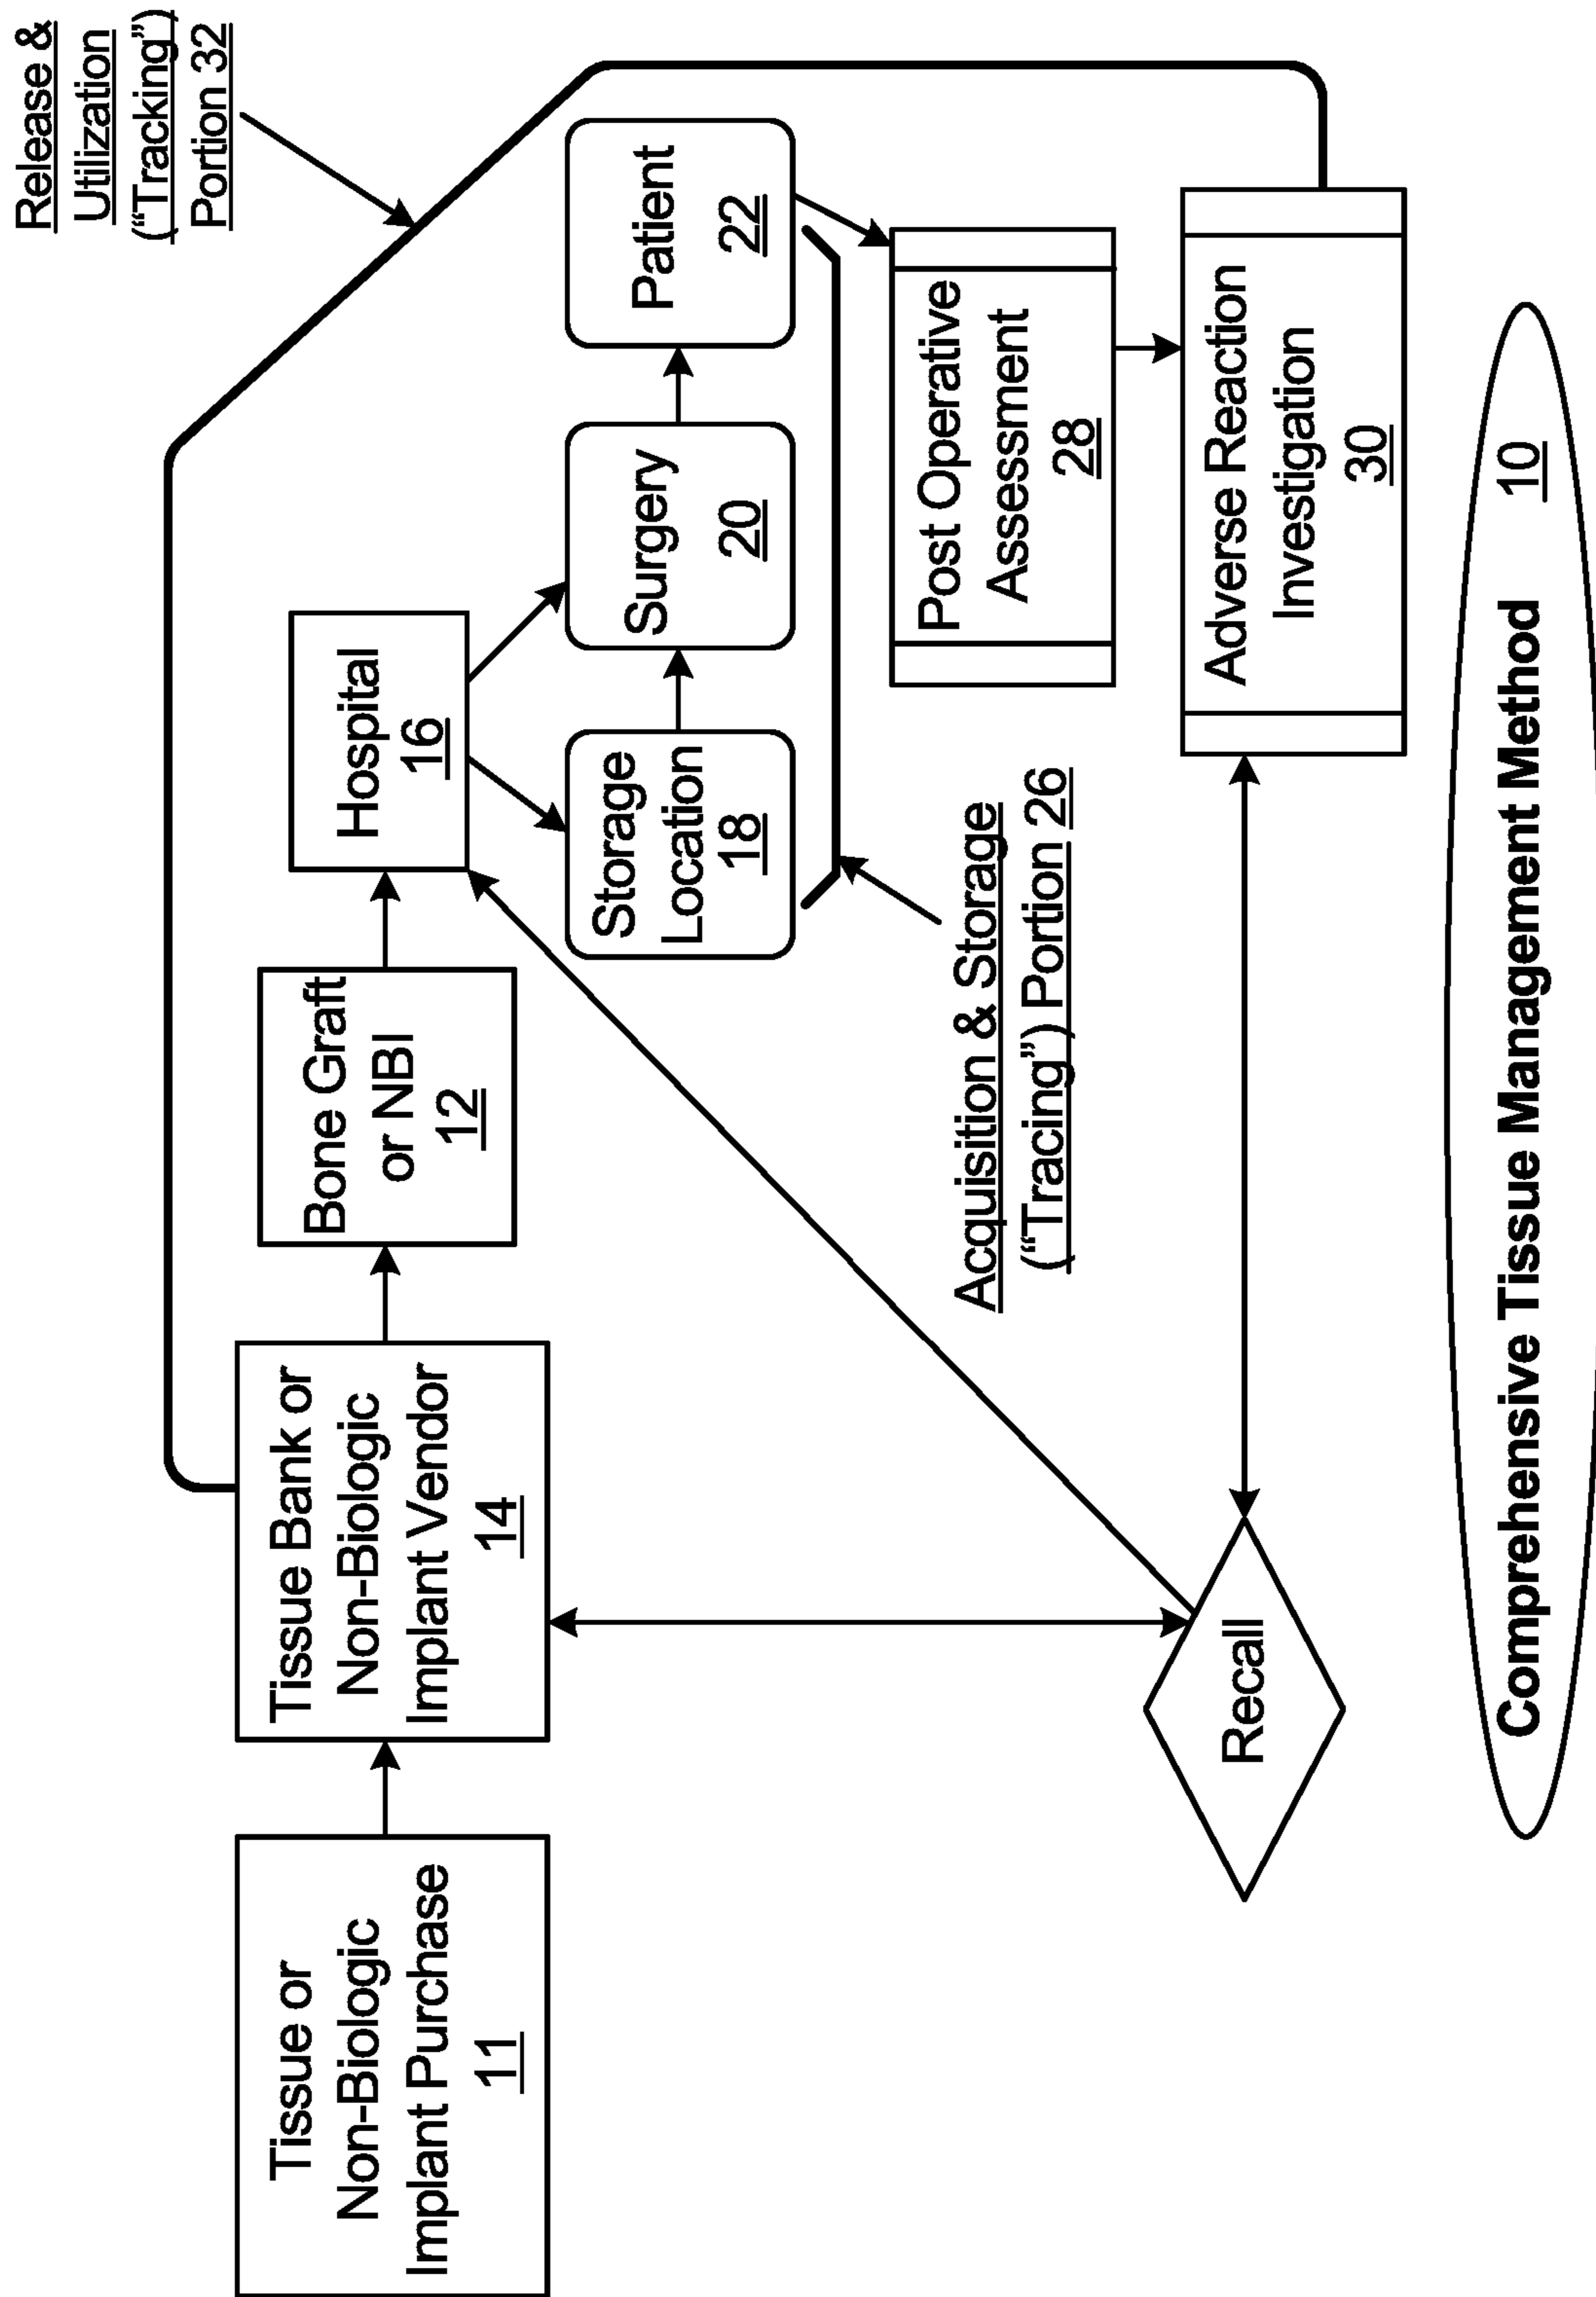 Release &
Utilization
(“Tracking”)
Portion 32
Tissue or
Non-Biologic
Implant Purchase
11
Tissue Bank or
Non-Biologic
Implant Vendor
14
Bone Graft
or NBI
12
Hospital
16
Storage
Location
18
Surgery
20
Patient
22
Acquisition & Storage
(“Tracing”) Portion 26
Post Operative
Assessment
28
Recall
Adverse Reaction
Investigation
30
Comprehensive Tissue Management Method 10